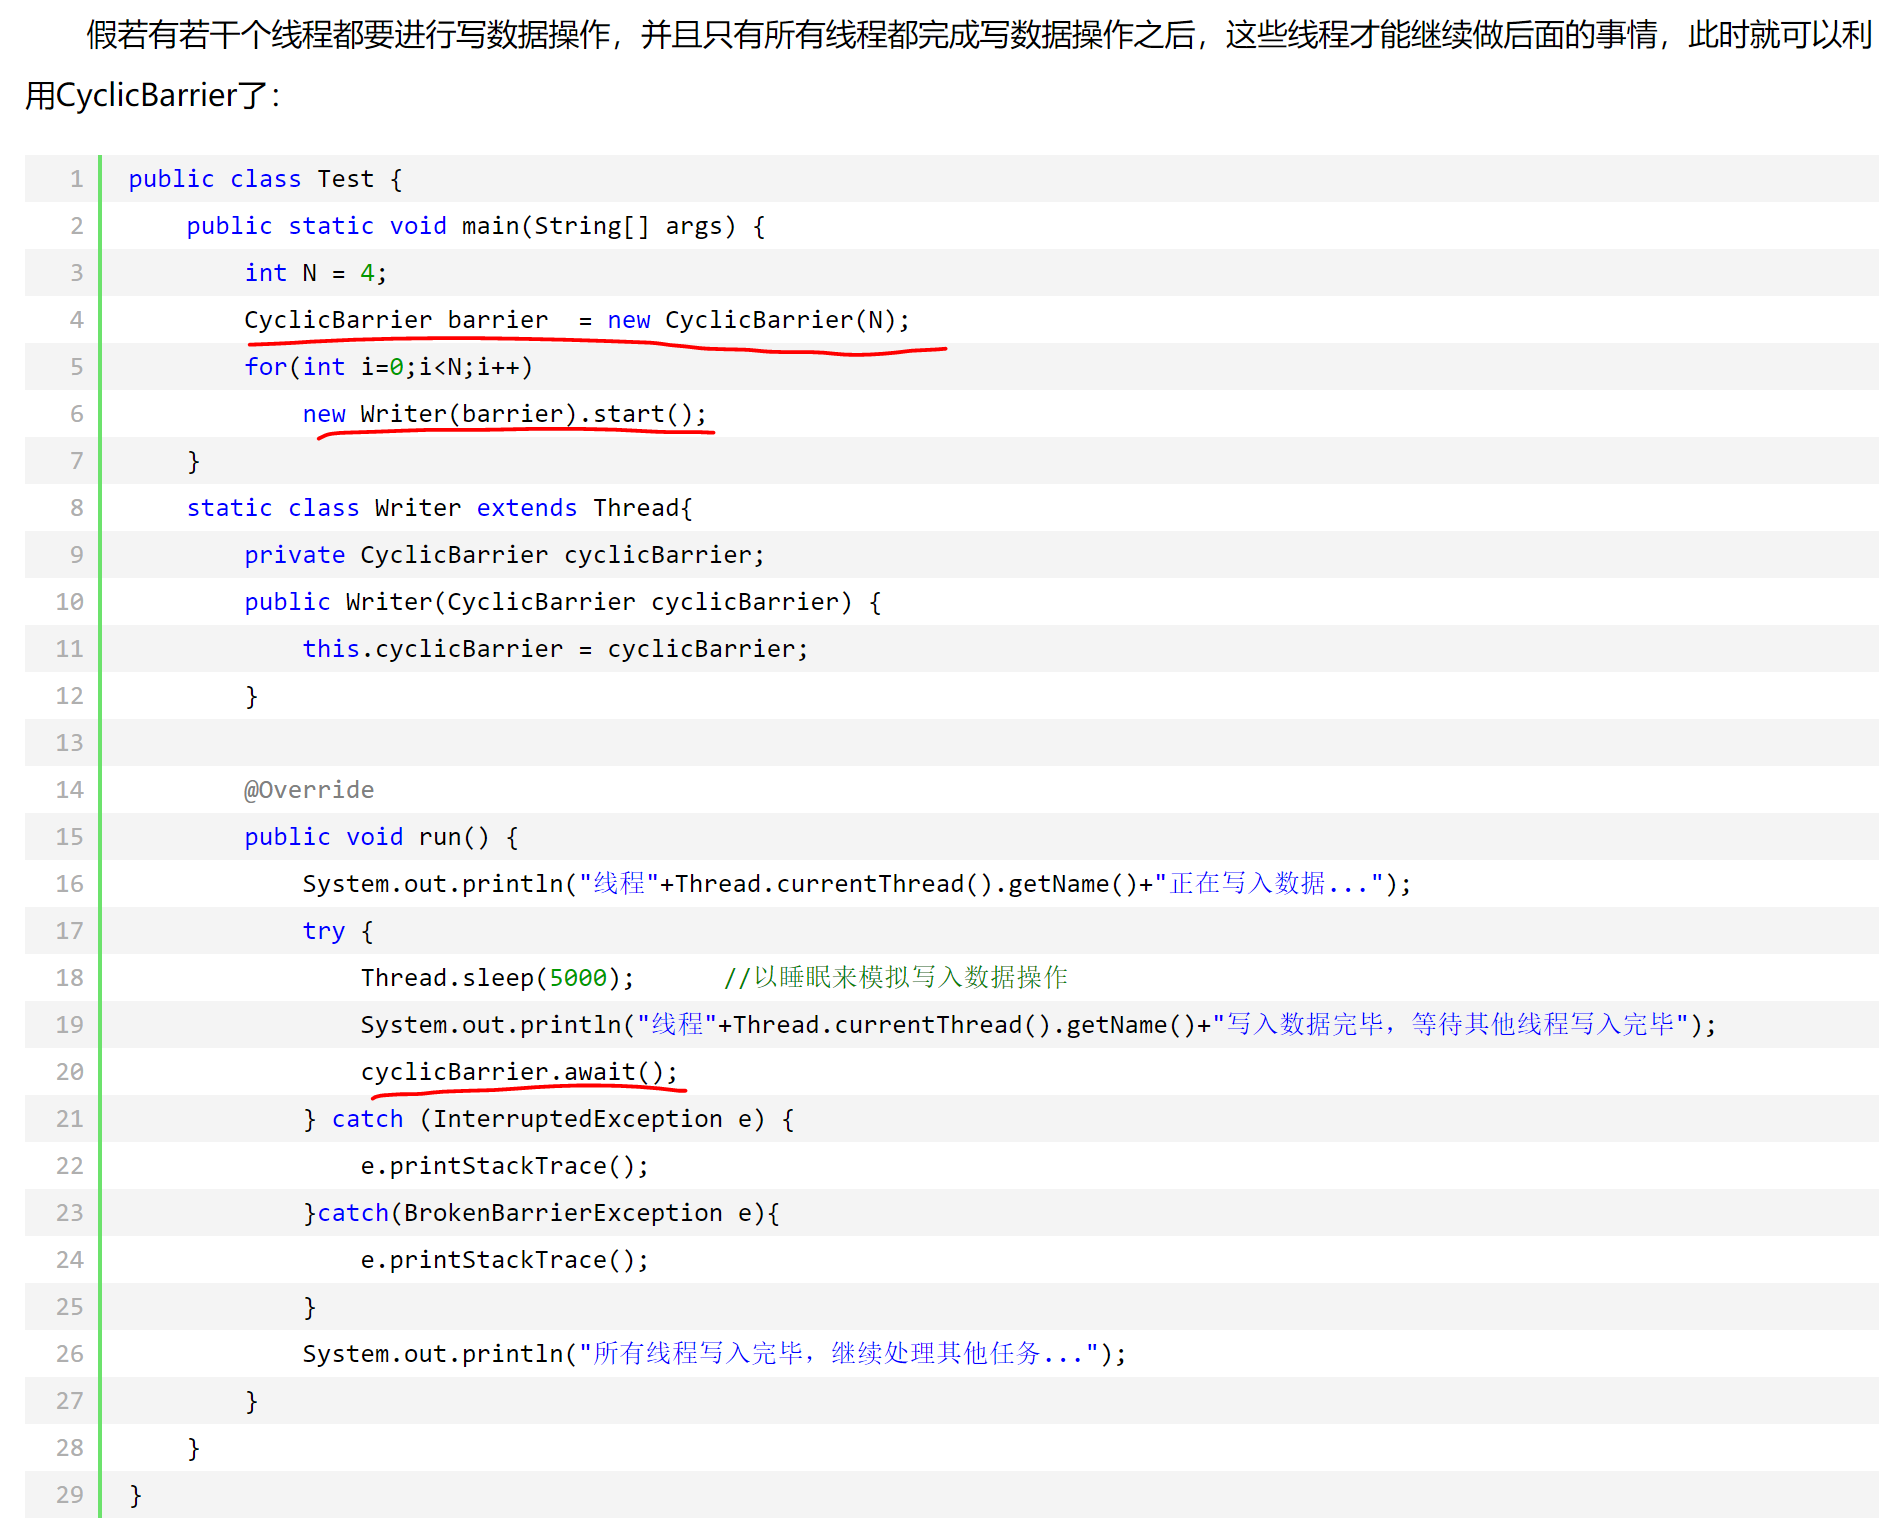 假若有若干个线程都要进行写数据操作，并且只有所有线程都完成写数据操作之后，这些线程才能继续做后面的事情，此时就可以利
用CyclicBarrier了：
1 public class Test {
2     public static void main(String[] args) {
3         int N = 4;
4         CyclicBarrier barrier  = new CyclicBarrier(N);
5         for(int i=0;i<N;i++)
6             new Writer(barrier).start();
7     }
8     static class Writer extends Thread{
9         private CyclicBarrier cyclicBarrier;
10         public Writer(CyclicBarrier cyclicBarrier) {
11             this.cyclicBarrier = cyclicBarrier;
12         }
13
14         @Override
15         public void run() {
16             System.out.println("线程"+Thread.currentThread().getName()+"正在写入数据...");
17             try {
18                 Thread.sleep(5000);      //以睡眠来模拟写入数据操作
19                 System.out.println("线程"+Thread.currentThread().getName()+"写入数据完毕，等待其他线程写入完毕");
20                 cyclicBarrier.await();
21             } catch (InterruptedException e) {
22                 e.printStackTrace();
23             }catch(BrokenBarrierException e){
24                 e.printStackTrace();
25             }
26             System.out.println("所有线程写入完毕，继续处理其他任务...");
27         }
28     }
29 }